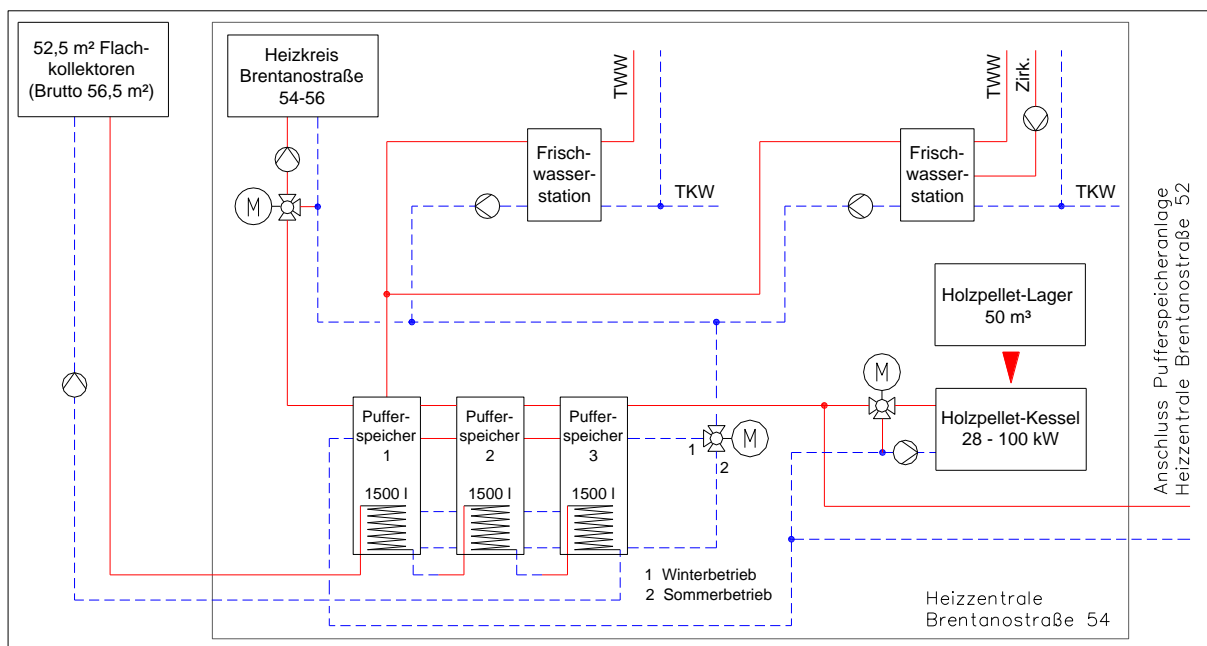 52,5 m² Flach-
kollektoren
(Brutto 56,5 m²)
Heizkreis
Brentanostraße
54-56
TWW
TWW
Zirk.
Frisch-
wasser-
station
Frisch-
wasser-
station
TKW
TKW
M
Holzpellet-Lager
50 m³
M
Holzpellet-Kessel
28 - 100 kW
Puffer-
speicher
1
Puffer-
speicher
2
Puffer-
speicher
3
1
M
2
1500 l
1500 l
1500 l
1 Winterbetrieb
2 Sommerbetrieb
Heizzentrale
Brentanostraße 54
Anschluss Pufferspeicheranlage
Heizzentrale Brentanostraße 52